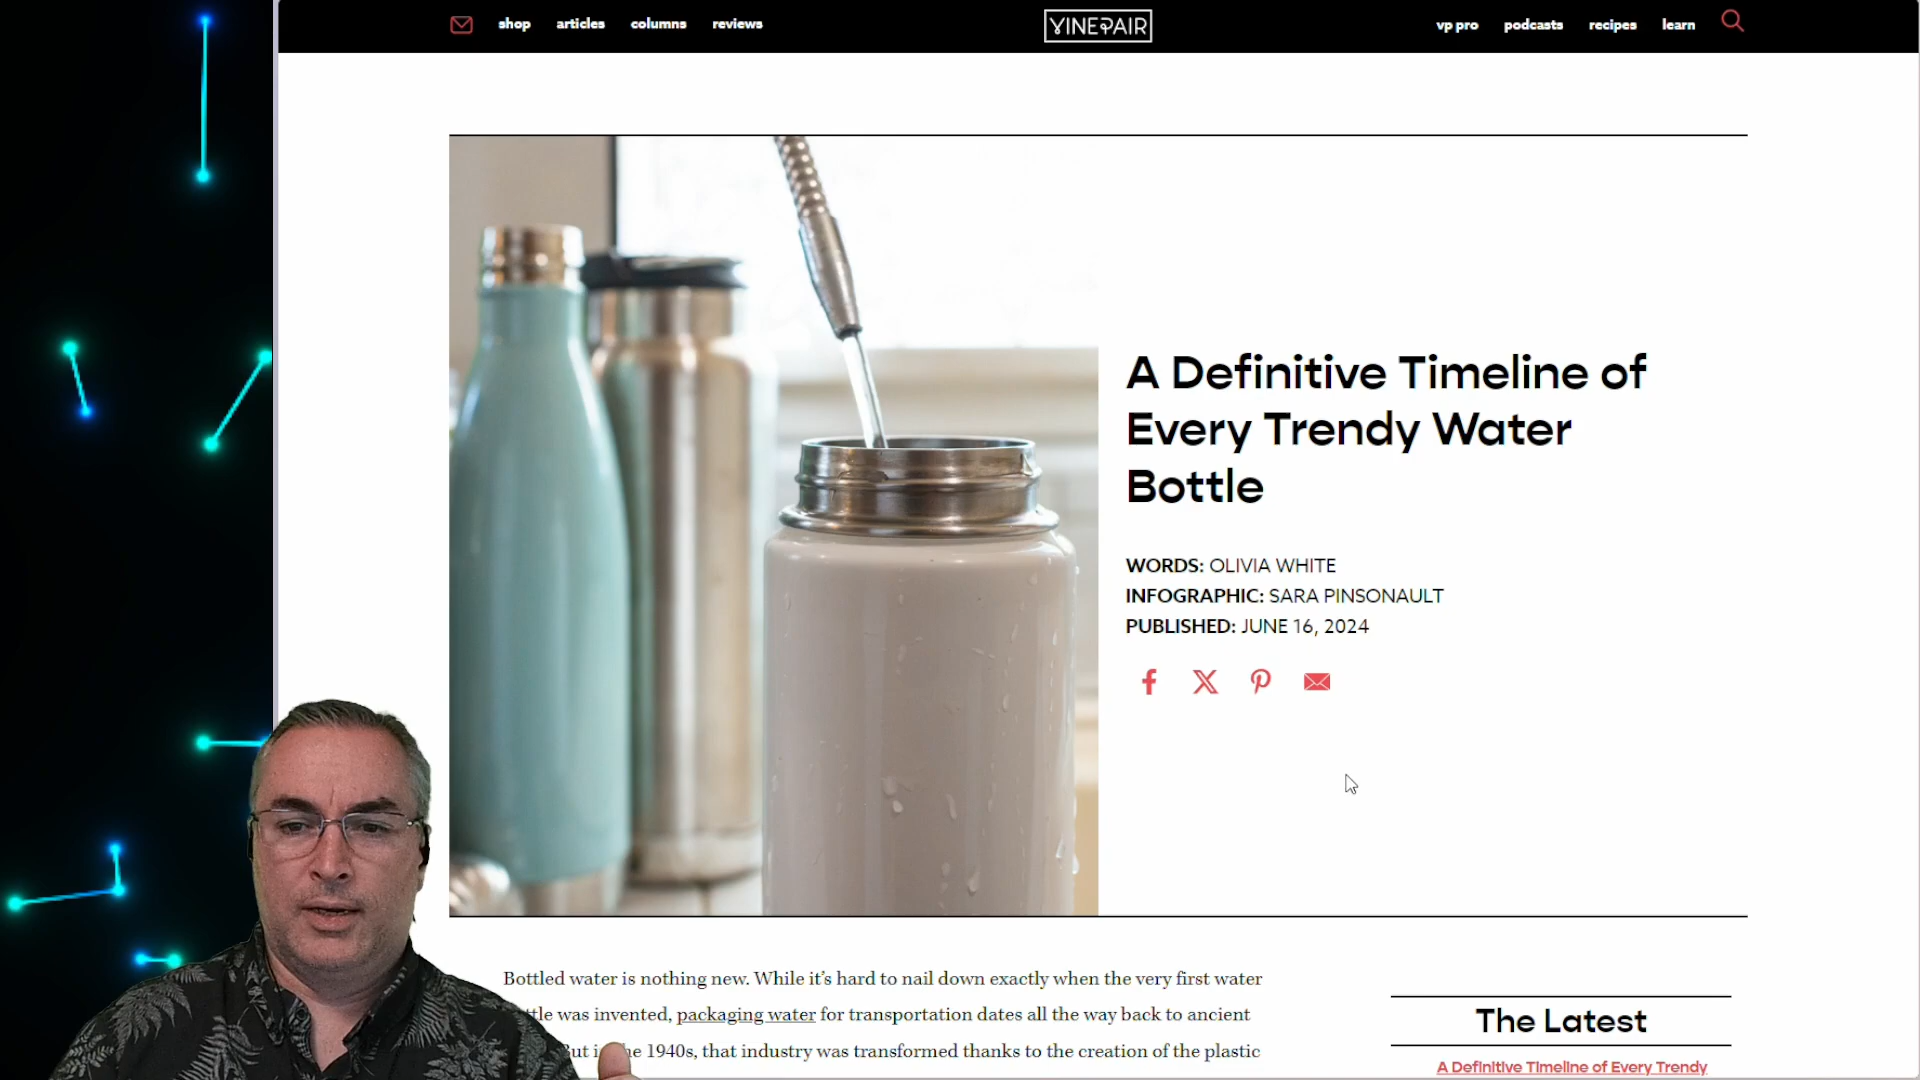 shop articles columns reviews VINEPAIR vp pro podcasts recipes learn
A Definitive Timeline of
Every Trendy Water
Bottle
WORDS: OLIVIA WHITE
INFOGRAPHIC: SARA PINSONAULT
PUBLISHED: JUNE 16, 2024
Bottled water is nothing new. While it's hard to nail down exactly when the very first water
was invented, packaging water for transportation dates all the way back to ancient
1940s, that industry was transformed thanks to the creation of the plastic
The Latest
A Definitive Timeline of Every Trendy